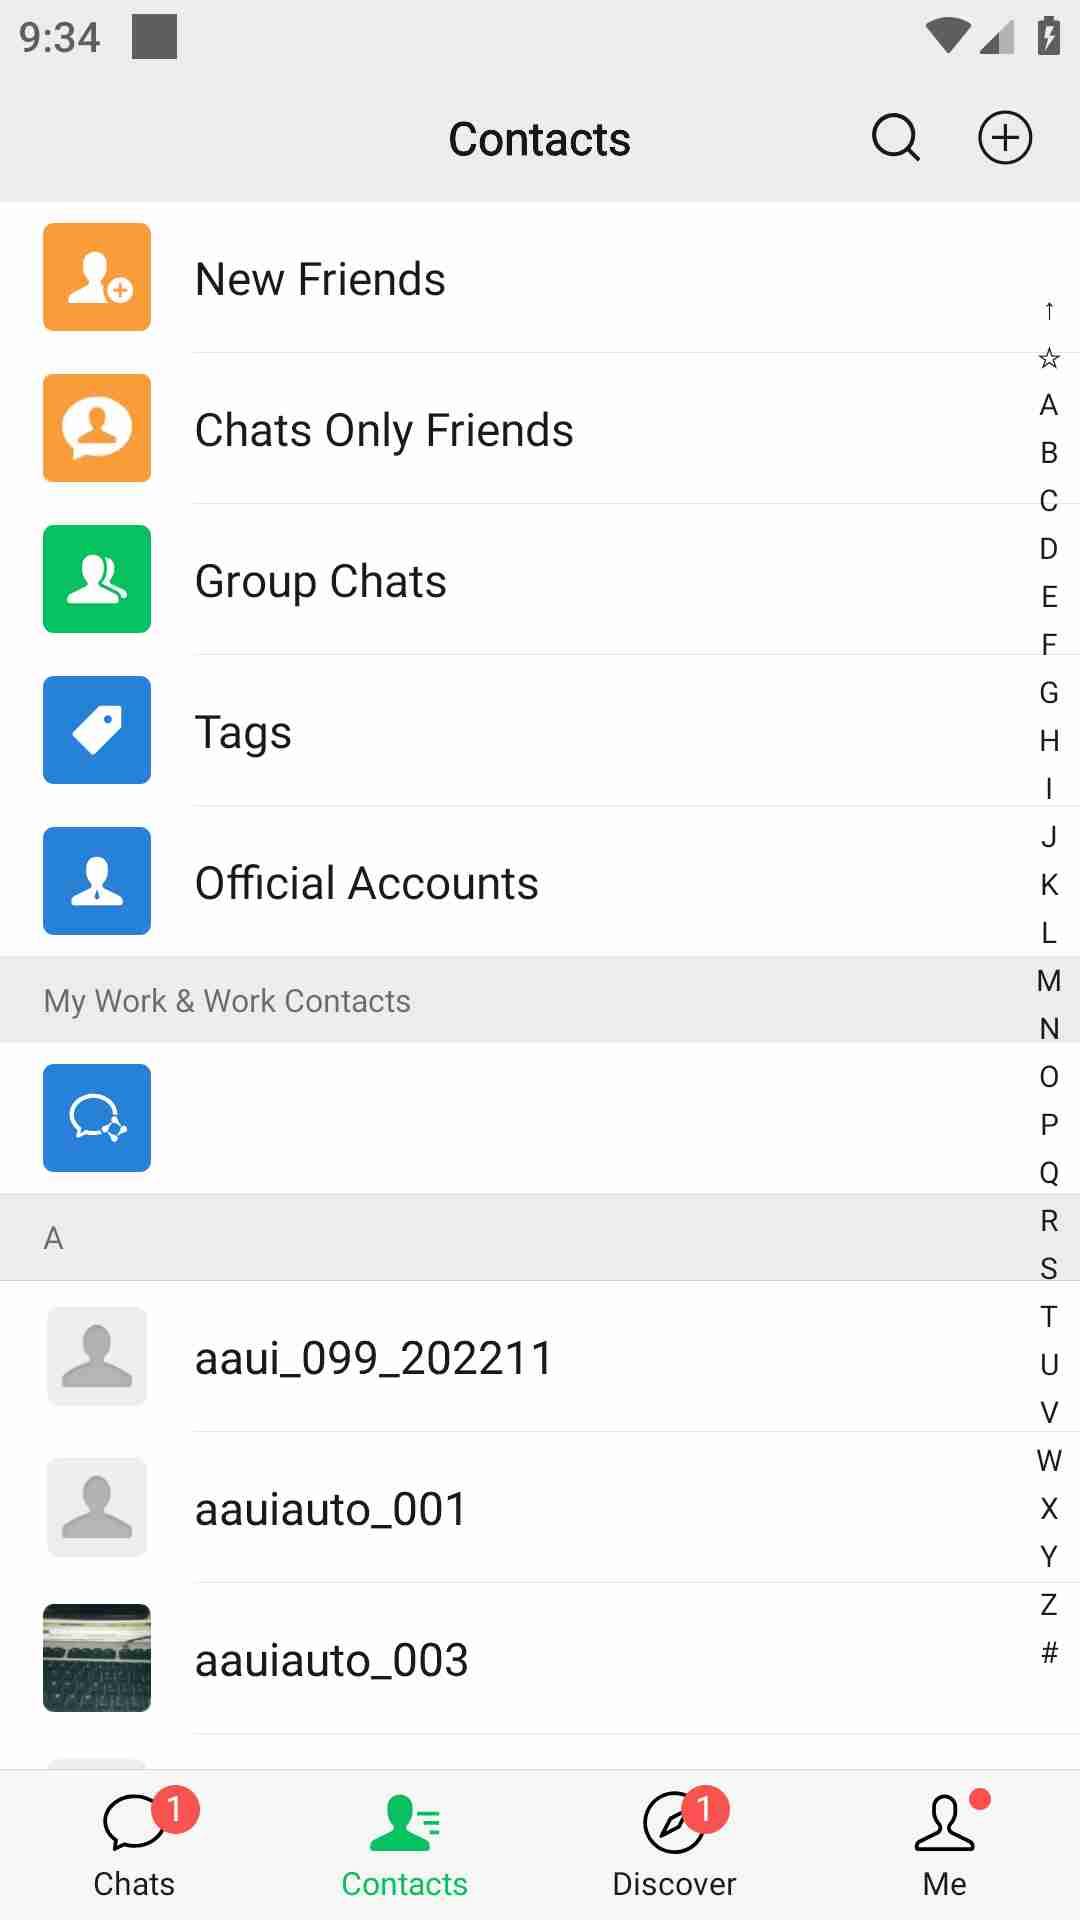 9:34
Contacts
New Friends
Chats Only Friends
Group Chats
Tags
Official Accounts
My Work & Work Contacts
A
aaui_099_202211
aauiauto_001
aauiauto_003
↑
☆
A
B
C
D
E
F
G
H
I
J
K
L
M
N
O
P
Q
R
S
T
U
V
W
X
Y
Z
#
1
1
Chats
Contacts
Discover
Me